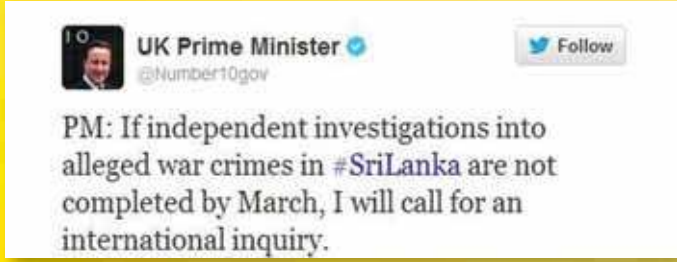 10
UK Prime Minister
Follow
@Number10gov
PM: If independent investigations into
alleged war crimes in #SriLanka are not
completed by March, I will call for an
international inquiry.